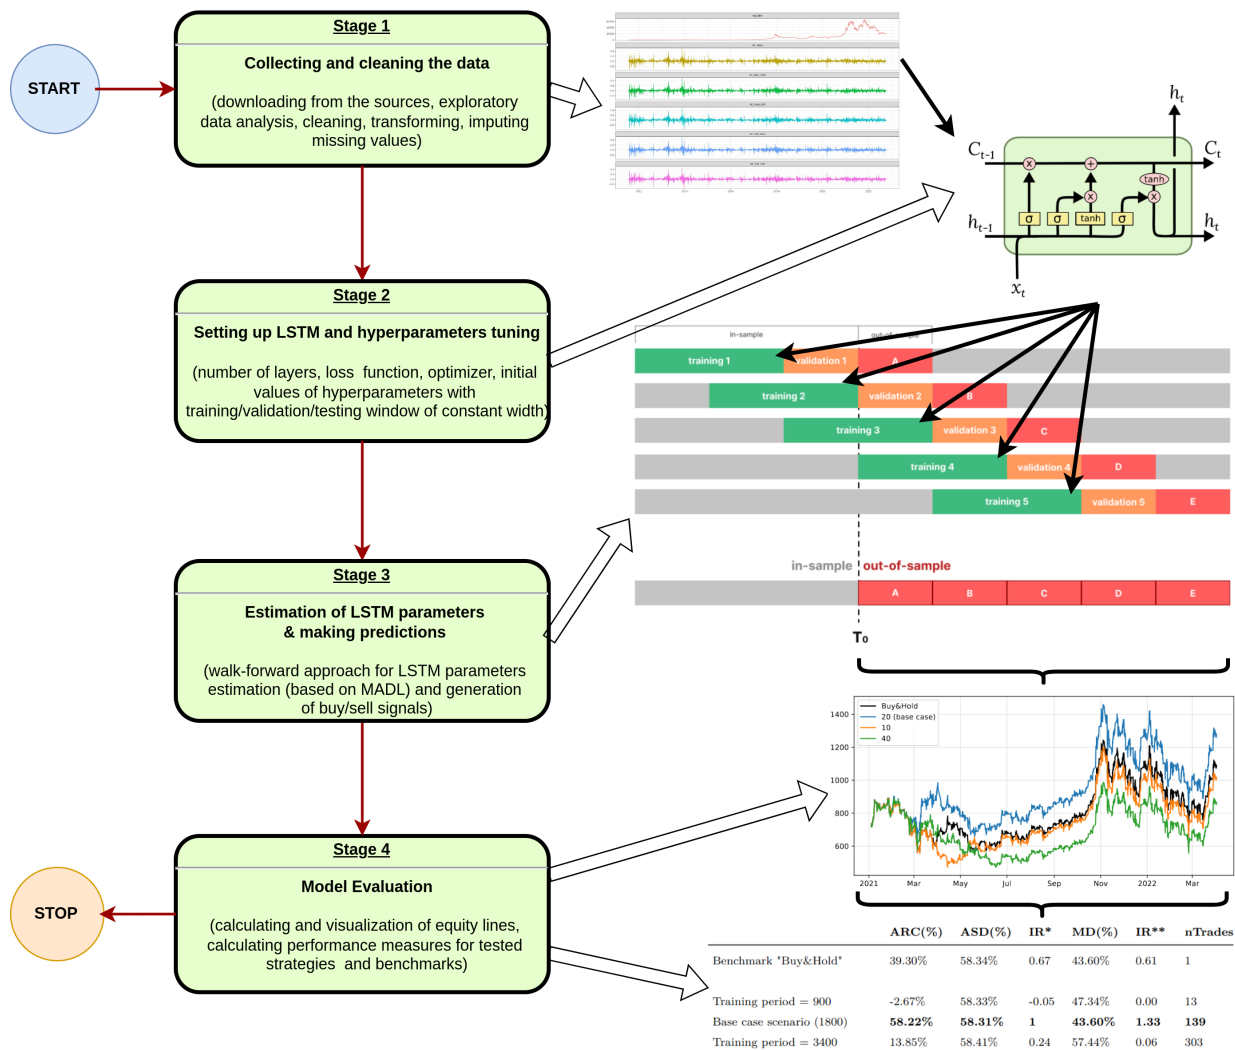 START
Stage 1
Collecting and cleaning the data
(downloading from the sources, exploratory
data analysis, cleaning, transforming, imputing
missing values)
Stage 2
Setting up LSTM and hyperparameters tuning
(number of layers, loss function, optimizer, initial
values of hyperparameters with
training/validation/testing window of constant width)
Stage 3
Estimation of LSTM parameters
& making predictions
(walk-forward approach for LSTM parameters
estimation (based on MADL) and generation
of buy/sell signals)
Stage 4
Model Evaluation
(calculating and visualization of equity lines,
calculating performance measures for tested
strategies and benchmarks)
STOP
h_t
C_{t-1} x + C_t
tanh
x x
h_{t-1} σ σ tanh σ h_t
x_t
in-sample out-of-sample
training 1 validation 1 A
training 2 validation 2 B
training 3 validation 3 C
training 4 validation 4 D
training 5 validation 5 E
in-sample out-of-sample
A B C D E
T₀
Buy&Hold
20 (base case)
10
40
1400
1200
1000
800
600
2021 Mar May Jul Sep Nov 2022 Mar
ARC(%) ASD(%) IR* MD(%) IR** nTrades
Benchmark "Buy&Hold" 39.30% 58.34% 0.67 43.60% 0.61 1
Training period = 900 -2.67% 58.33% -0.05 47.34% 0.00 13
Base case scenario (1800) 58.22% 58.31% 1 43.60% 1.33 139
Training period = 3400 13.85% 58.41% 0.24 57.44% 0.06 303